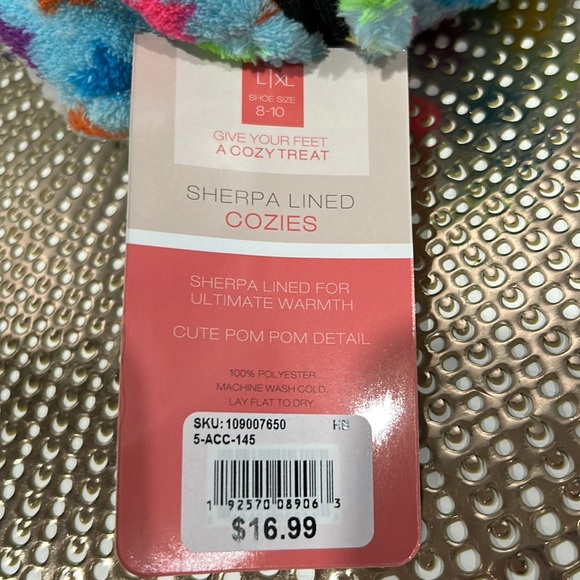 L|XL
SHOE SIZE
8-10
GIVE YOUR FEET
A COZY TREAT
SHERPA LINED
COZIES
SHERPA LINED FOR
ULTIMATE WARMTH
CUTE POM POM DETAIL
100% POLYESTER
MACHINE WASH COLD
LAY FLAT TO DRY
SKU: 109007650
5-ACC-145
1 92570 08906 3
$16.99